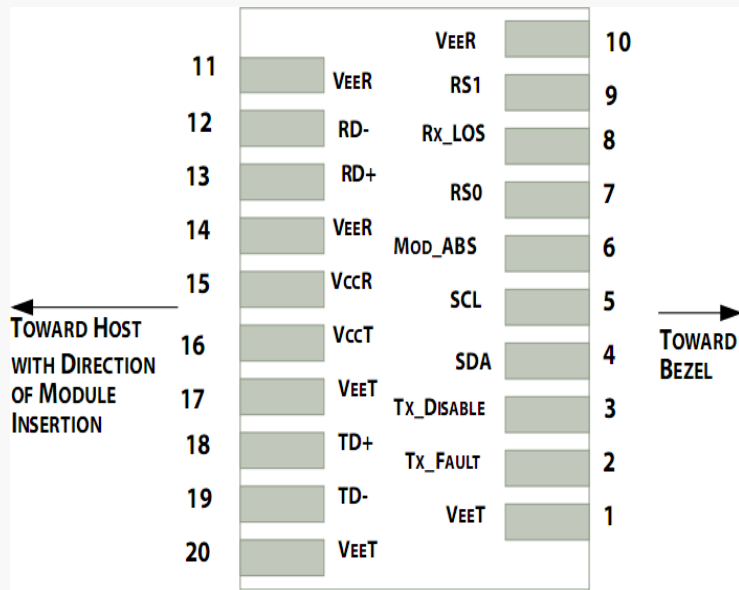 VEER 10
11 VEER
RS1 9
12 RD-
RX_LOS 8
13 RD+
RS0 7
14 VEER
MOD_ABS 6
15 VCCR
SCL 5
TOWARD HOST
WITH DIRECTION
OF MODULE
INSERTION
16 VCCT
TOWARD
BEZEL
SDA 4
17 VEET
TX_DISABLE 3
18 TD+
TX_FAULT 2
19 TD-
VEET 1
20 VEET